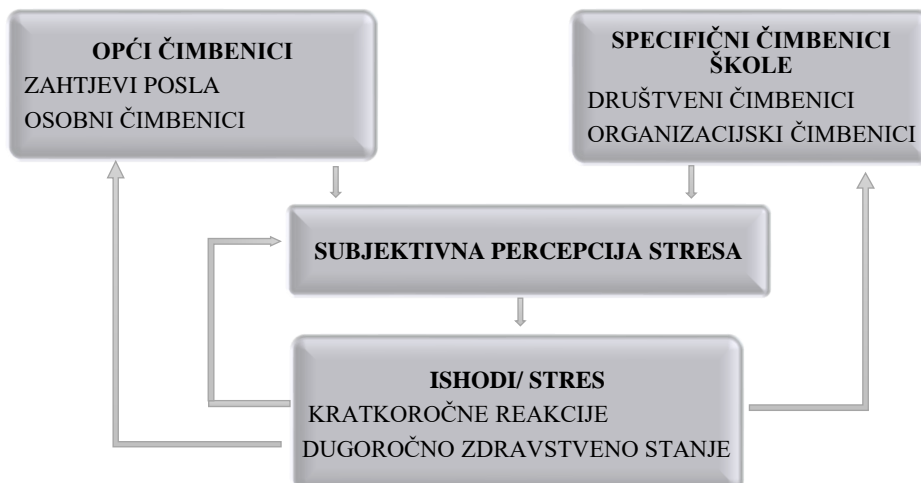 OPĆI ČIMBENICI
ZAHTJEVI POSLA
OSOBNI ČIMBENICI
SPECIFIČNI ČIMBENICI
ŠKOLE
DRUŠTVENI ČIMBENICI
ORGANIZACIJSKI ČIMBENICI
SUBJEKTIVNA PERCEPCIJA STRESA
ISHODI/ STRES
KRATKOROČNE REAKCIJE
DUGOROČNO ZDRAVSTVENO STANJE